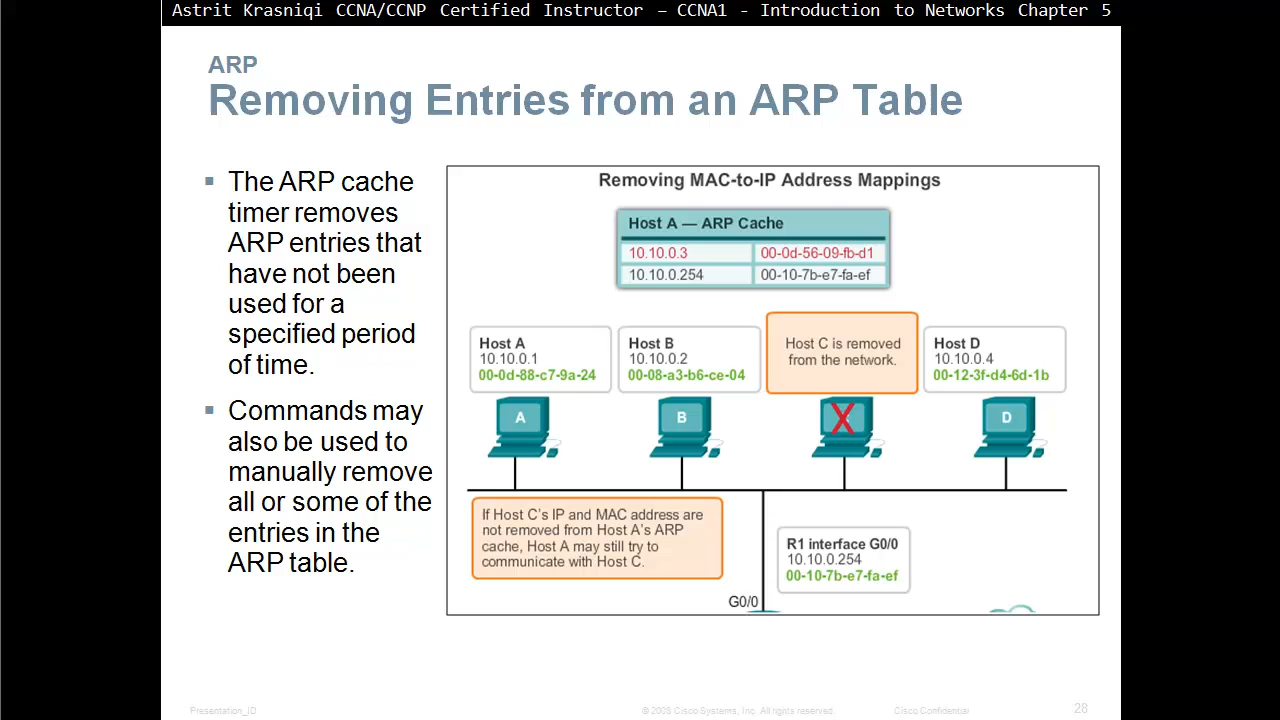 Astrit Krasniqi CCNA/CCNP Certified Instructor – CCNA1 - Introduction to Networks Chapter 5
ARP
Removing Entries from an ARP Table
▪ The ARP cache
timer removes
ARP entries that
have not been
used for a
specified period
of time.
▪ Commands may
also be used to
manually remove
all or some of the
entries in the
ARP table.
Removing MAC-to-IP Address Mappings
Host A — ARP Cache
10.10.0.3 00-0d-56-09-fb-d1
10.10.0.254 00-10-7b-e7-fa-ef
Host A
10.10.0.1
00-0d-88-c7-9a-24
Host B
10.10.0.2
00-08-a3-b6-ce-04
Host C is removed
from the network.
Host D
10.10.0.4
00-12-3f-d4-6d-1b
A
B
X
D
If Host C's IP and MAC address are
not removed from Host A's ARP
cache, Host A may still try to
communicate with Host C.
R1 interface G0/0
10.10.0.254
00-10-7b-e7-fa-ef
G0/0
Presentation_ID
© 2008 Cisco Systems, Inc. All rights reserved.
Cisco Confidential
28